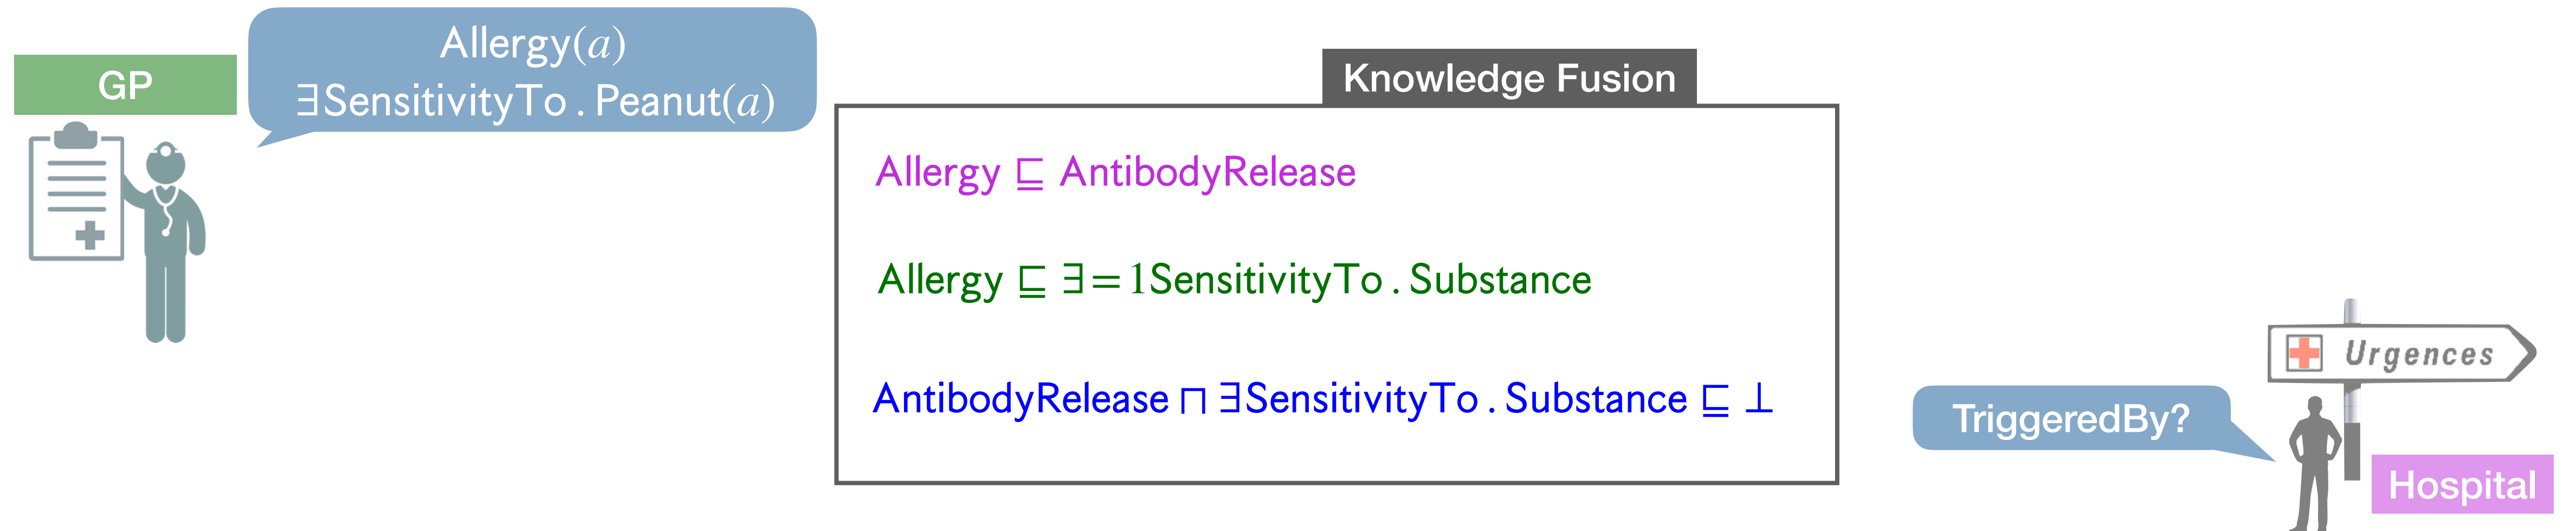 GP
Allergy(a)
∃SensitivityTo . Peanut(a)
Knowledge Fusion
Allergy ⊑ AntibodyRelease
Allergy ⊑ ∃=1SensitivityTo . Substance
AntibodyRelease ⊓ ∃SensitivityTo . Substance ⊑ ⊥
Urgences
TriggeredBy?
Hospital